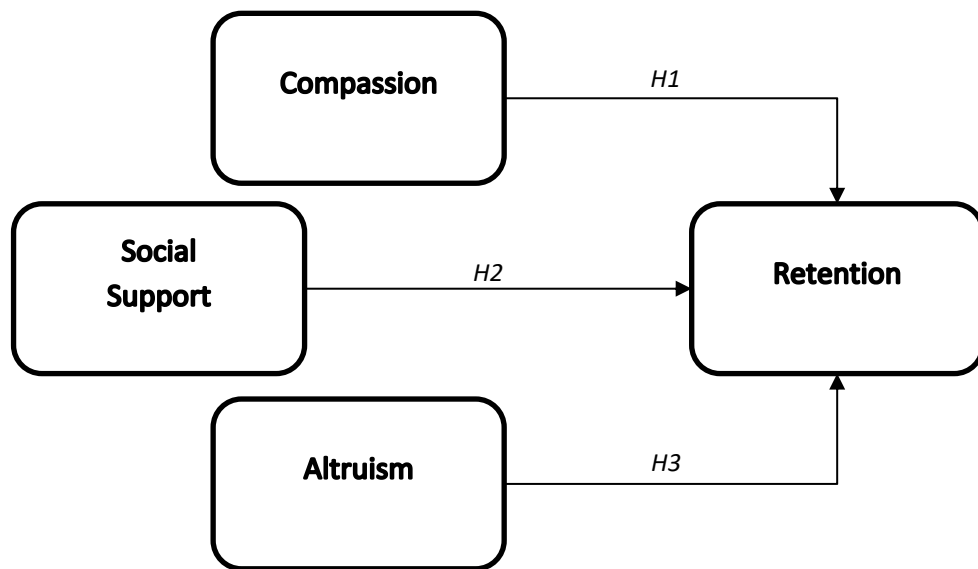 Compassion
H1
Social
Support
H2
Retention
Altruism
H3